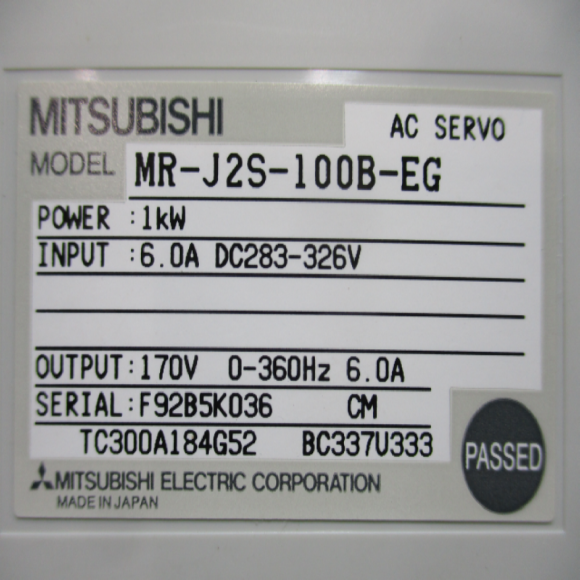 MITSUBISHI
AC SERVO
MODEL MR-J2S-100B-EG
POWER :1kW
INPUT :6.0A DC283-326V
OUTPUT:170V 0-360Hz 6.0A
SERIAL:F92B5K036 CM
TC300A184G52 BC337U333
PASSED
MITSUBISHI ELECTRIC CORPORATION
MADE IN JAPAN